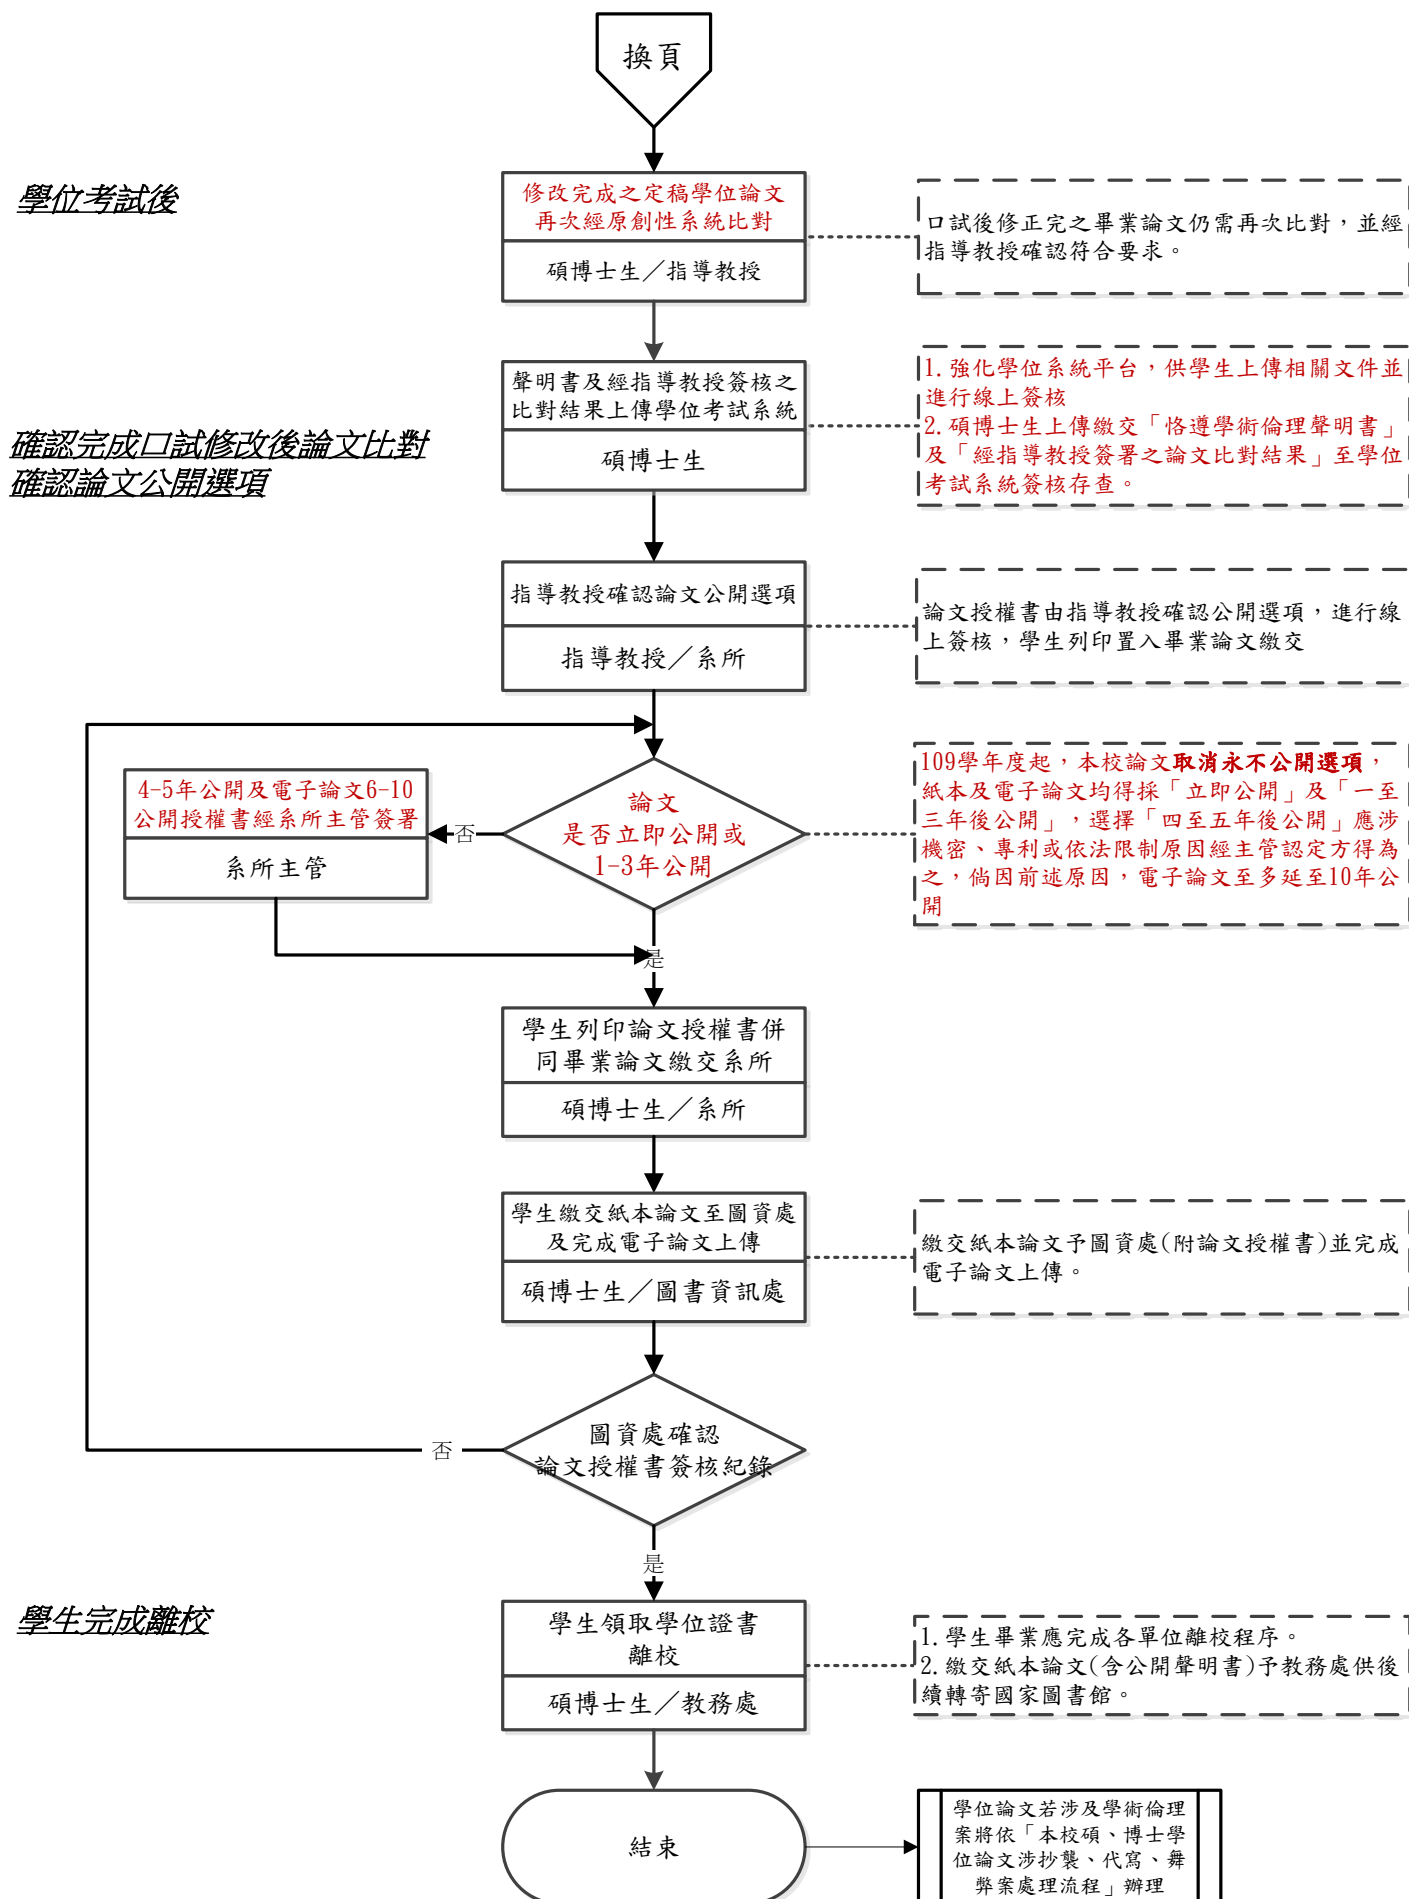 換頁
學位考試後
修改完成之定稿學位論文
再次經原創性系統比對
碩博士生／指導教授
口試後修正完之畢業論文仍需再次比對，並經
指導教授確認符合要求。
確認完成口試修改後論文比對
確認論文公開選項
聲明書及經指導教授簽核之
比對結果上傳學位考試系統
碩博士生
1.強化學位系統平台，供學生上傳相關文件並
進行線上簽核
2.碩博士生上傳繳交「恪遵學術倫理聲明書」
及「經指導教授簽署之論文比對結果」至學位
考試系統簽核存查。
指導教授確認論文公開選項
指導教授／系所
論文授權書由指導教授確認公開選項，進行線
上簽核，學生列印置入畢業論文繳交
4-5年公開及電子論文6-10
公開授權書經系所主管簽署
系所主管
否
論文
是否立即公開或
1-3年公開
109學年度起，本校論文取消永不公開選項，
紙本及電子論文均得採「立即公開」及「一至
三年後公開」，選擇「四至五年後公開」應涉
機密、專利或依法限制原因經主管認定方得為
之，倘因前述原因，電子論文至多延至10年公
開
是
學生列印論文授權書併
同畢業論文繳交系所
碩博士生／系所
學生繳交紙本論文至圖資處
及完成電子論文上傳
碩博士生／圖書資訊處
繳交紙本論文予圖資處(附論文授權書)並完成
電子論文上傳。
否
圖資處確認
論文授權書簽核紀錄
是
學生完成離校
學生領取學位證書
離校
碩博士生／教務處
1.學生畢業應完成各單位離校程序。
2.繳交紙本論文(含公開聲明書)予教務處供後
續轉寄國家圖書館。
結束
學位論文若涉及學術倫理
案將依「本校碩、博士學
位論文涉抄襲、代寫、舞
弊案處理流程」辦理